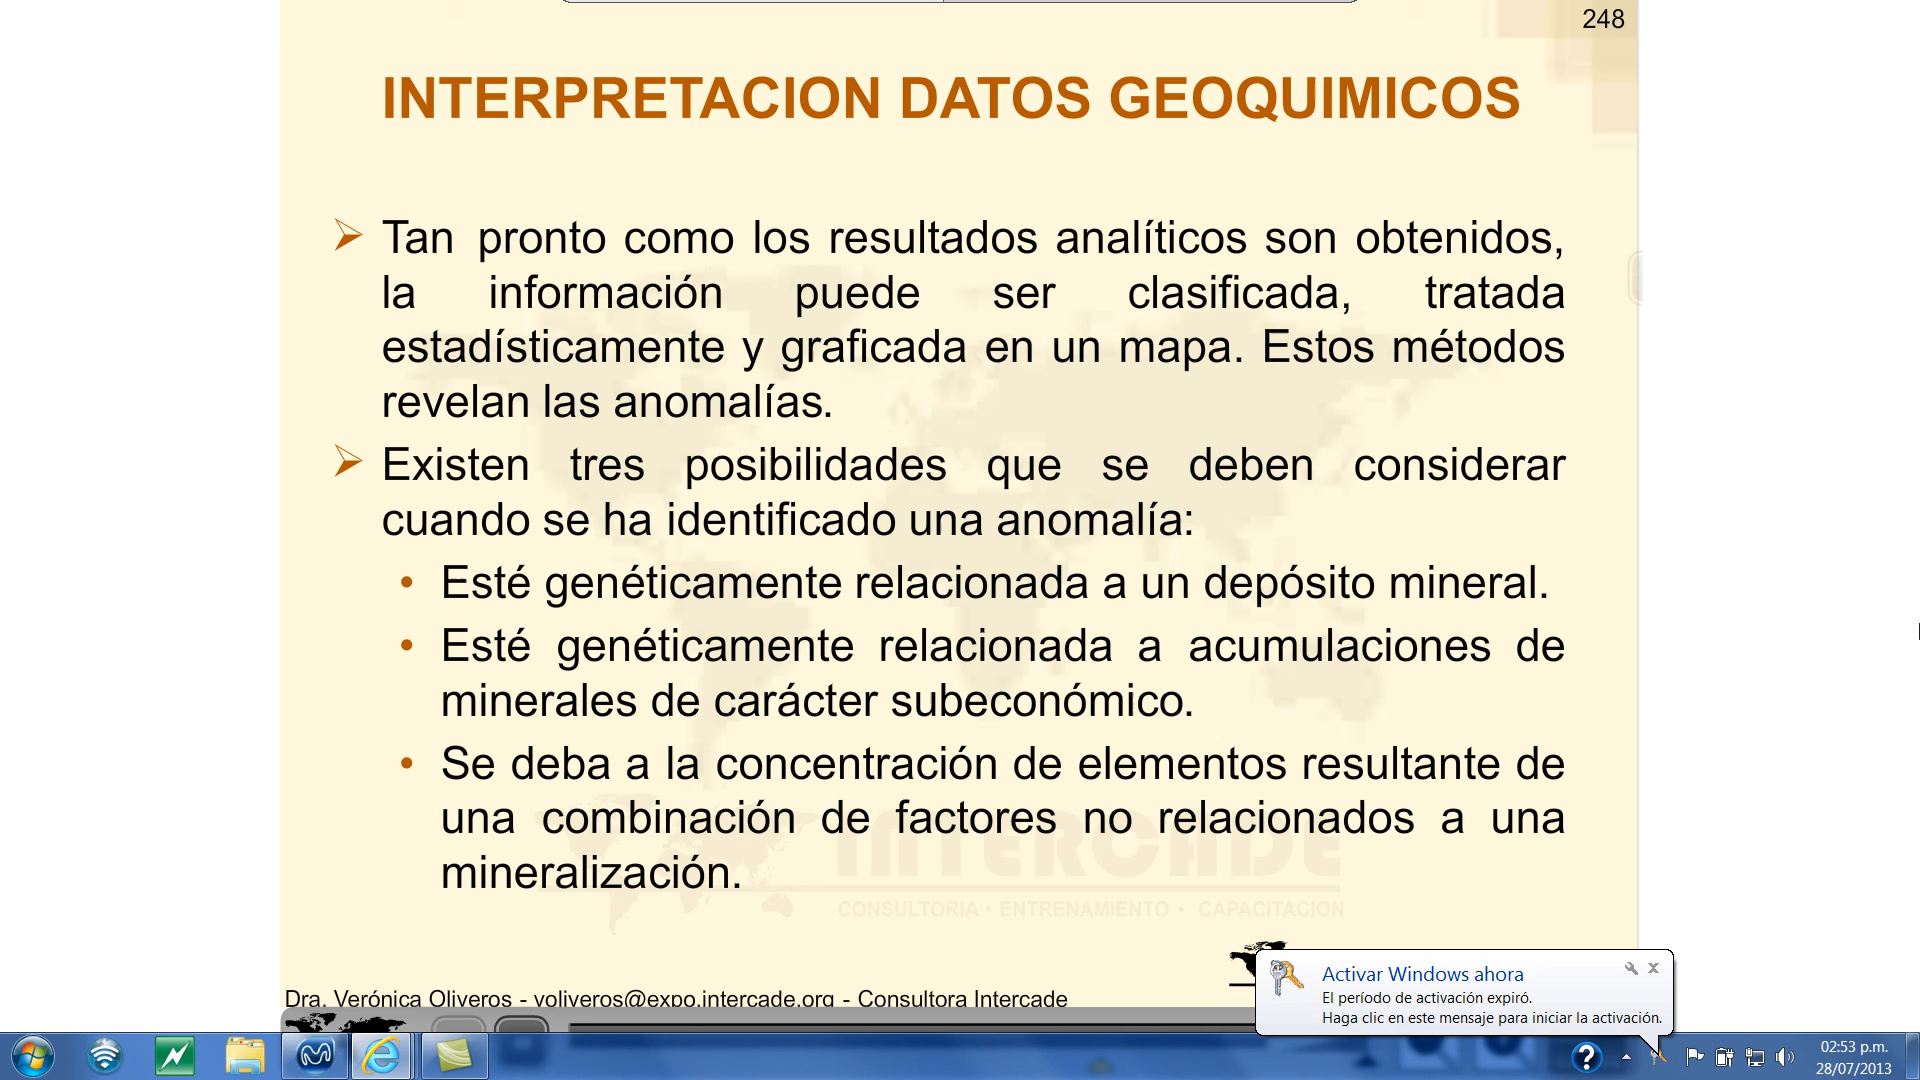 248
INTERPRETACION DATOS GEOQUIMICOS
Tan pronto como los resultados analíticos son obtenidos,
la información puede ser clasificada, tratada
estadísticamente y graficada en un mapa. Estos métodos
revelan las anomalías.
Existen tres posibilidades que se deben considerar
cuando se ha identificado una anomalía:
• Esté genéticamente relacionada a un depósito mineral.
• Esté genéticamente relacionada a acumulaciones de
minerales de carácter subeconómico.
• Se deba a la concentración de elementos resultante de
una combinación de factores no relacionados a una
mineralización.
INTERCADE
CONSULTORIA • ENTRENAMIENTO • CAPACITACION
Dra. Verónica Oliveros - voliveros@expo.intercade.org - Consultora Intercade
Activar Windows ahora
El período de activación expiró.
Haga clic en este mensaje para iniciar la activación.
02:53 p.m.
28/07/2013